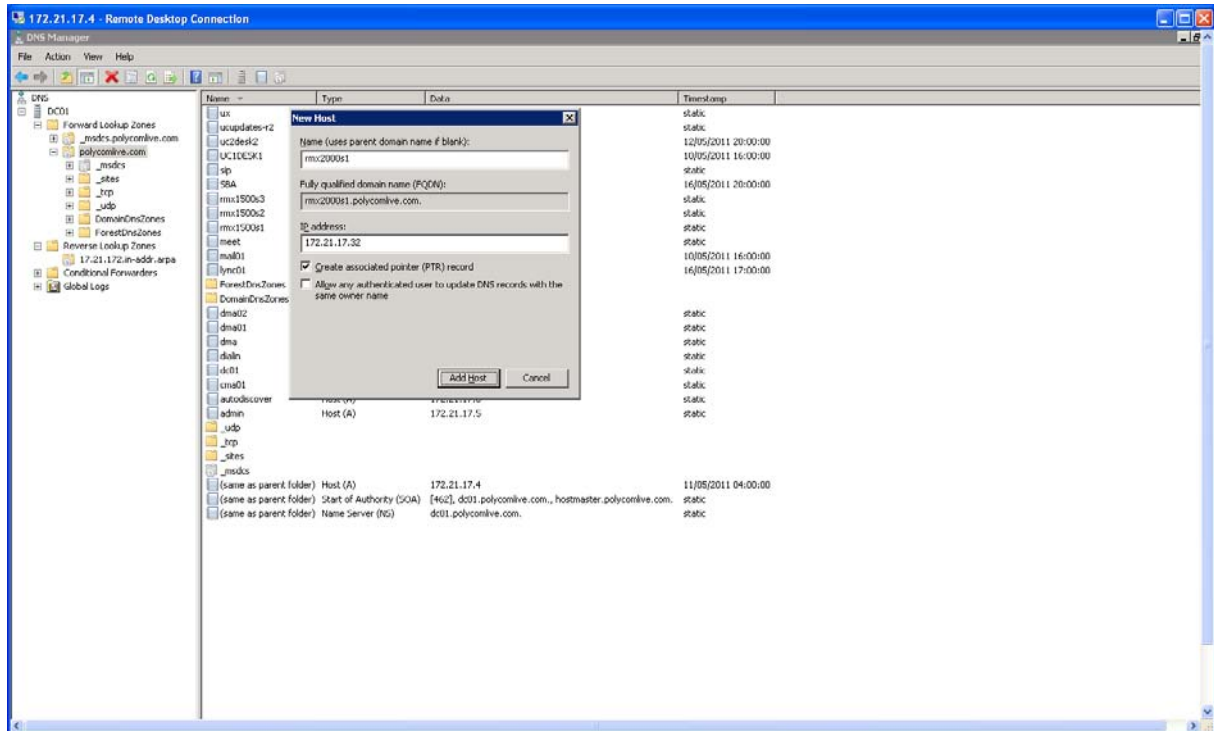 172.21.17.4 - Remote Desktop Connection
DNS Manager
File Action View Help
DNS
DC01
Forward Lookup Zones
_msdcs.polycomlive.com
polycomlive.com
_msdcs
_sites
_tcp
_udp
DomainDnsZones
ForestDnsZones
Reverse Lookup Zones
17.21.172.in-addr.arpa
Conditional Forwarders
Global Logs
Name Type Data Timestamp
ux static
ucupdates-r2 static
uc2desk2 12/05/2011 20:00:00
UC1DESK1 10/05/2011 16:00:00
sip static
SBA 16/05/2011 20:00:00
rmx1500s3 static
rmx1500s2 static
rmx1500s1 static
meet static
mail01 10/05/2011 16:00:00
lync01 16/05/2011 17:00:00
ForestDnsZones
DomainDnsZones
dma02 static
dma01 static
dma static
dialin static
dc01 static
cma01 static
autodiscover Host (A) static
admin Host (A) 172.21.17.5 static
_udp
_tcp
_sites
_msdcs
(same as parent folder) Host (A) 172.21.17.4 11/05/2011 04:00:00
(same as parent folder) Start of Authority (SOA) [462], dc01.polycomlive.com., hostmaster.polycomlive.com. static
(same as parent folder) Name Server (NS) dc01.polycomlive.com. static
New Host
Name (uses parent domain name if blank):
rmx2000s1
Fully qualified domain name (FQDN):
rmx2000s1.polycomlive.com.
IP address:
172.21.17.32
Create associated pointer (PTR) record
Allow any authenticated user to update DNS records with the
same owner name
Add Host Cancel